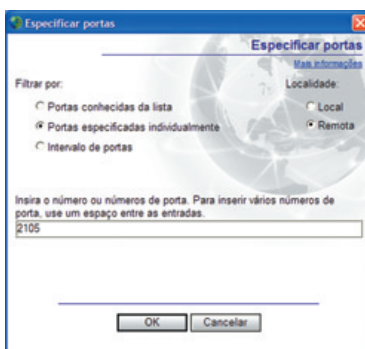 Especificar portas
Especificar portas
Mais informações
Filtrar por:
Localidade:
Portas conhecidas da lista
Local
Portas especificadas individualmente
Remota
Intervalo de portas
Insira o número ou números de porta. Para inserir vários números de
porta, use um espaço entre as entradas.
2105
OK
Cancelar